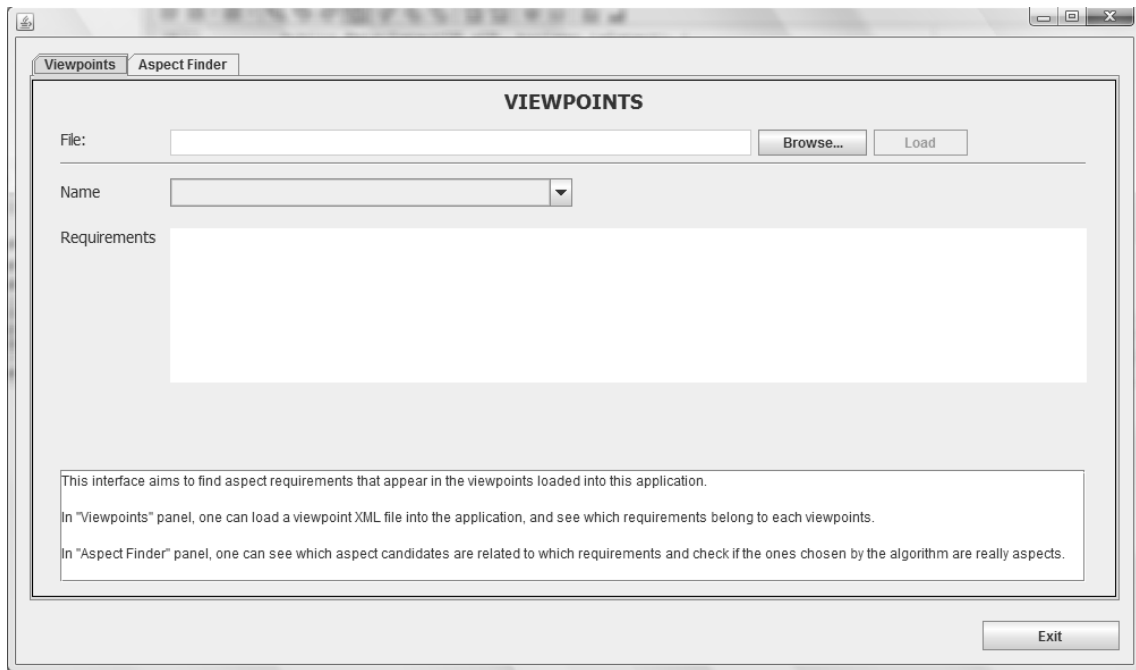 Viewpoints
Aspect Finder
VIEWPOINTS
File:
Browse...
Load
Name
Requirements
This interface aims to find aspect requirements that appear in the viewpoints loaded into this application.
In "Viewpoints" panel, one can load a viewpoint XML file into the application, and see which requirements belong to each viewpoints.
In "Aspect Finder" panel, one can see which aspect candidates are related to which requirements and check if the ones chosen by the algorithm are really aspects.
Exit